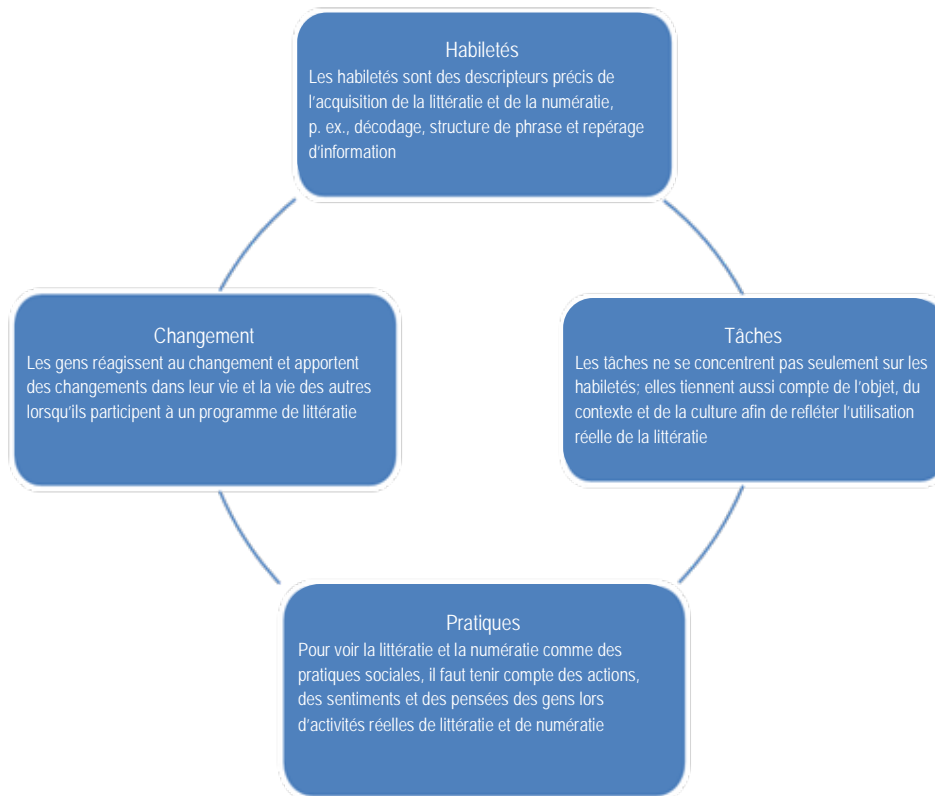 Habiletés
Les habiletés sont des descripteurs précis de
l'acquisition de la littératie et de la numératie,
p. ex., décodage, structure de phrase et repérage
d'information
Changement
Les gens réagissent au changement et apportent
des changements dans leur vie et la vie des autres
lorsqu'ils participent à un programme de littératie
Tâches
Les tâches ne se concentrent pas seulement sur les
habiletés; elles tiennent aussi compte de l'objet, du
contexte et de la culture afin de refléter l'utilisation
réelle de la littératie
Pratiques
Pour voir la littératie et la numératie comme des
pratiques sociales, il faut tenir compte des actions,
des sentiments et des pensées des gens lors
d'activités réelles de littératie et de numératie